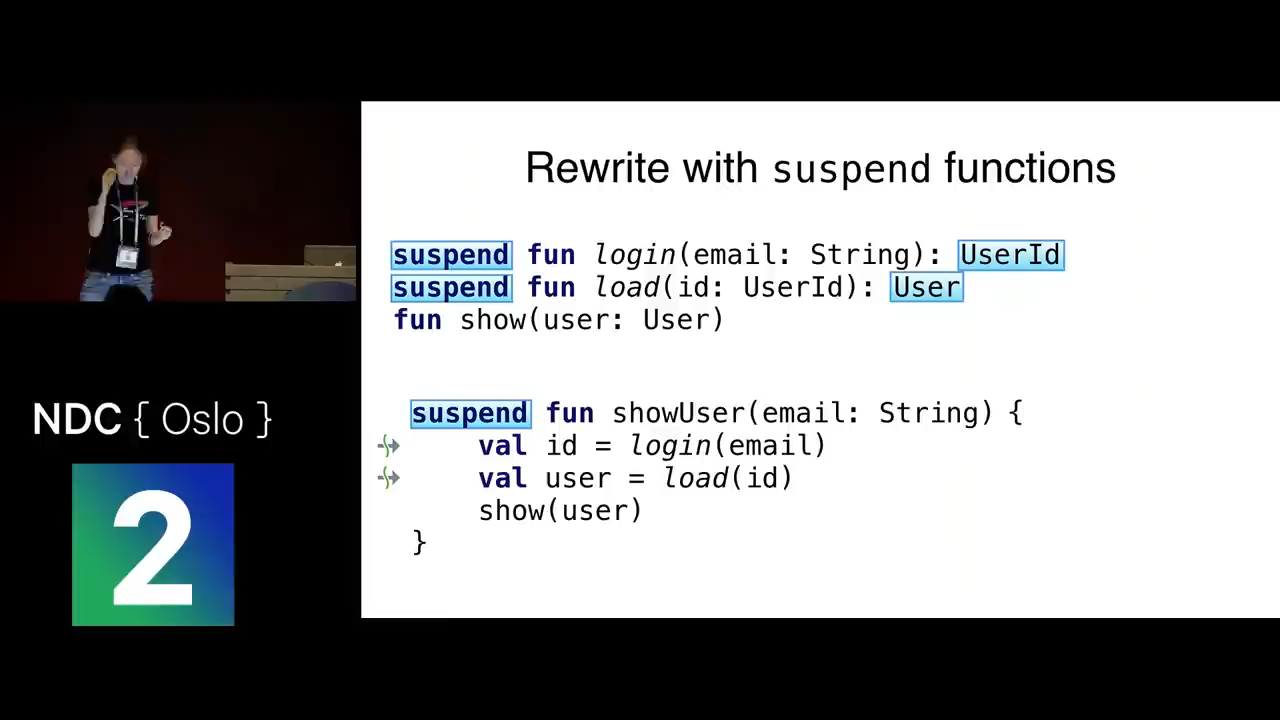 Rewrite with suspend functions
suspend fun login(email: String): UserId
suspend fun load(id: UserId): User
fun show(user: User)
suspend fun showUser(email: String) {
val id = login(email)
val user = load(id)
show(user)
}
NDC { Oslo }
2